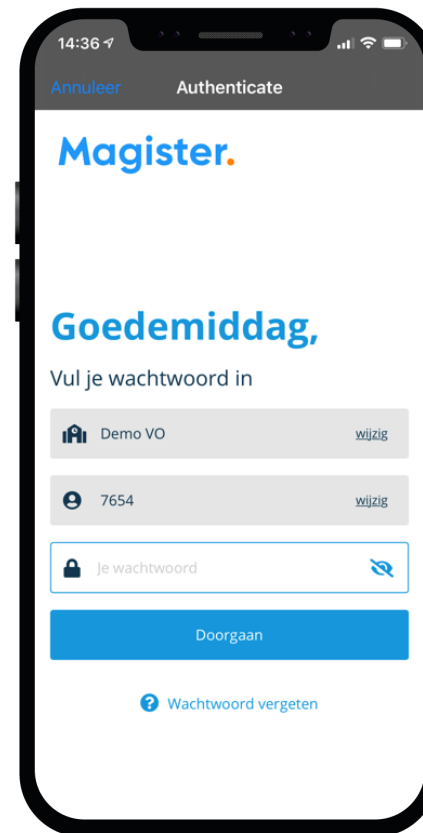 14:36
Annuleer Authenticate
Magister.
Goedemiddag,
Vul je wachtwoord in
Demo VO wijzig
7654 wijzig
Je wachtwoord
Doorgaan
? Wachtwoord vergeten